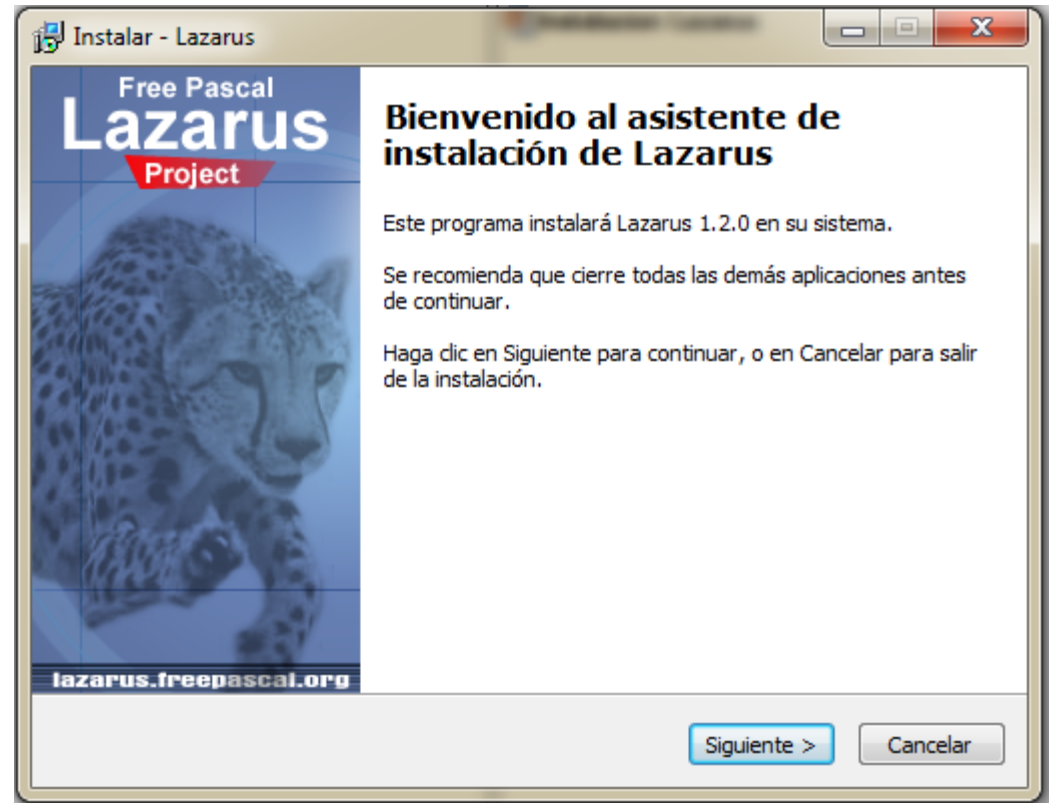 Instalar - Lazarus
Free Pascal
Lazarus
Project
Bienvenido al asistente de
instalación de Lazarus
Este programa instalará Lazarus 1.2.0 en su sistema.
Se recomienda que cierre todas las demás aplicaciones antes
de continuar.
Haga clic en Siguiente para continuar, o en Cancelar para salir
de la instalación.
lazarus.freepascal.org
Siguiente >
Cancelar